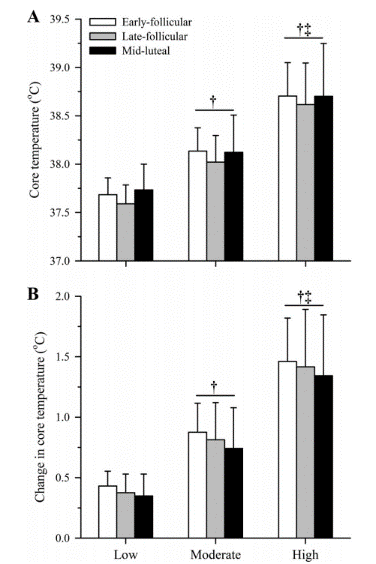 A
Early-follicular
Late-follicular
Mid-luteal
Core temperature (°C)
39.5
39.0
38.5
38.0
37.5
37.0
†
†‡
B
Change in core temperature (°C)
2.0
1.5
1.0
0.5
0.0
†
†‡
Low Moderate High